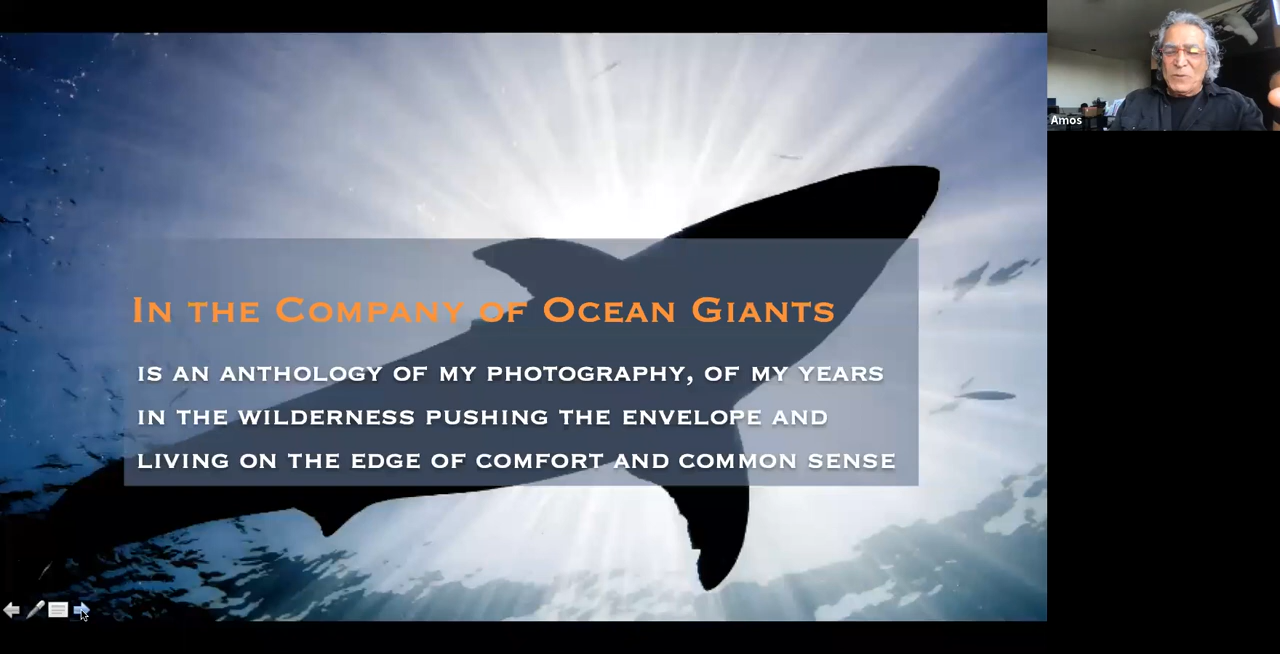 In the Company of Ocean Giants
is an anthology of my photography, of my years
in the wilderness pushing the envelope and
living on the edge of comfort and common sense
Amos